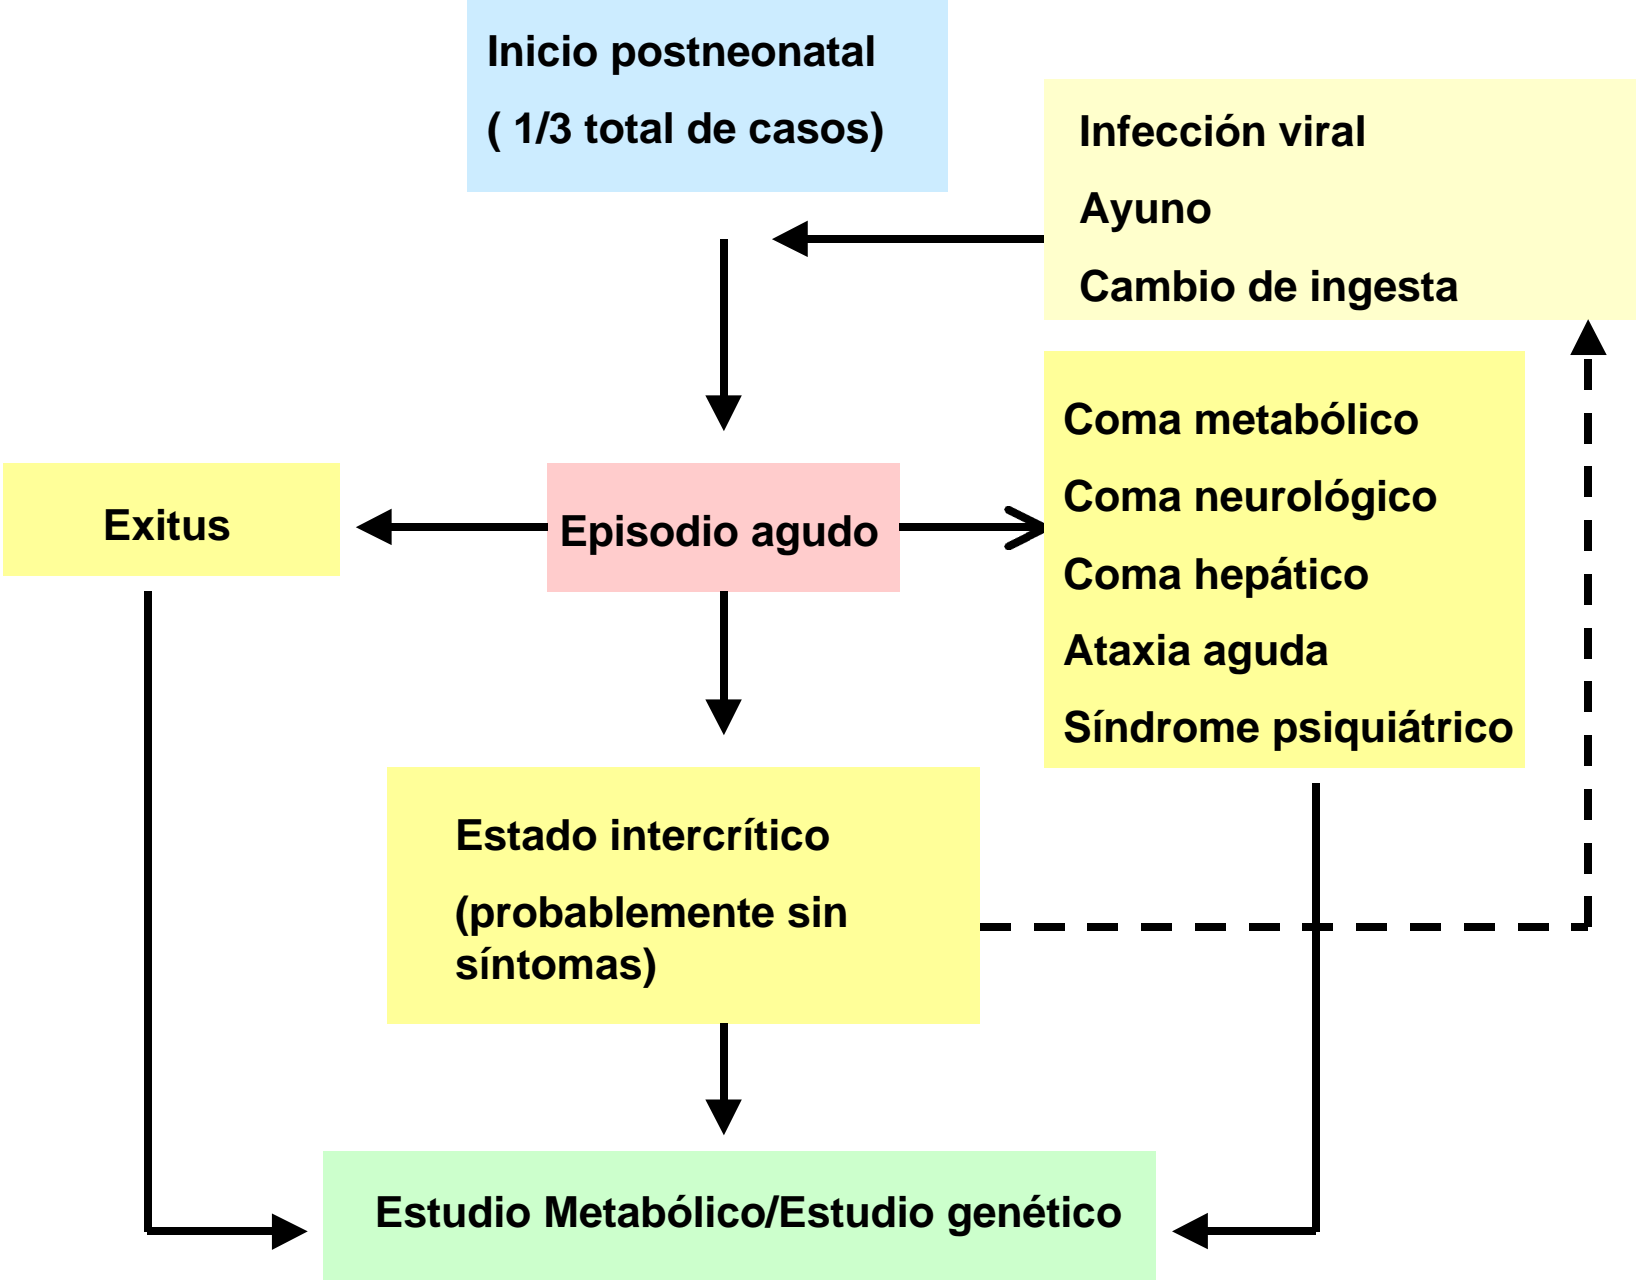 Inicio postneonatal
( 1/3 total de casos)
Infección viral
Ayuno
Cambio de ingesta
Coma metabólico
Coma neurológico
Coma hepático
Ataxia aguda
Síndrome psiquiátrico
Exitus
Episodio agudo
Estado intercrítico
(probablemente sin
síntomas)
Estudio Metabólico/Estudio genético